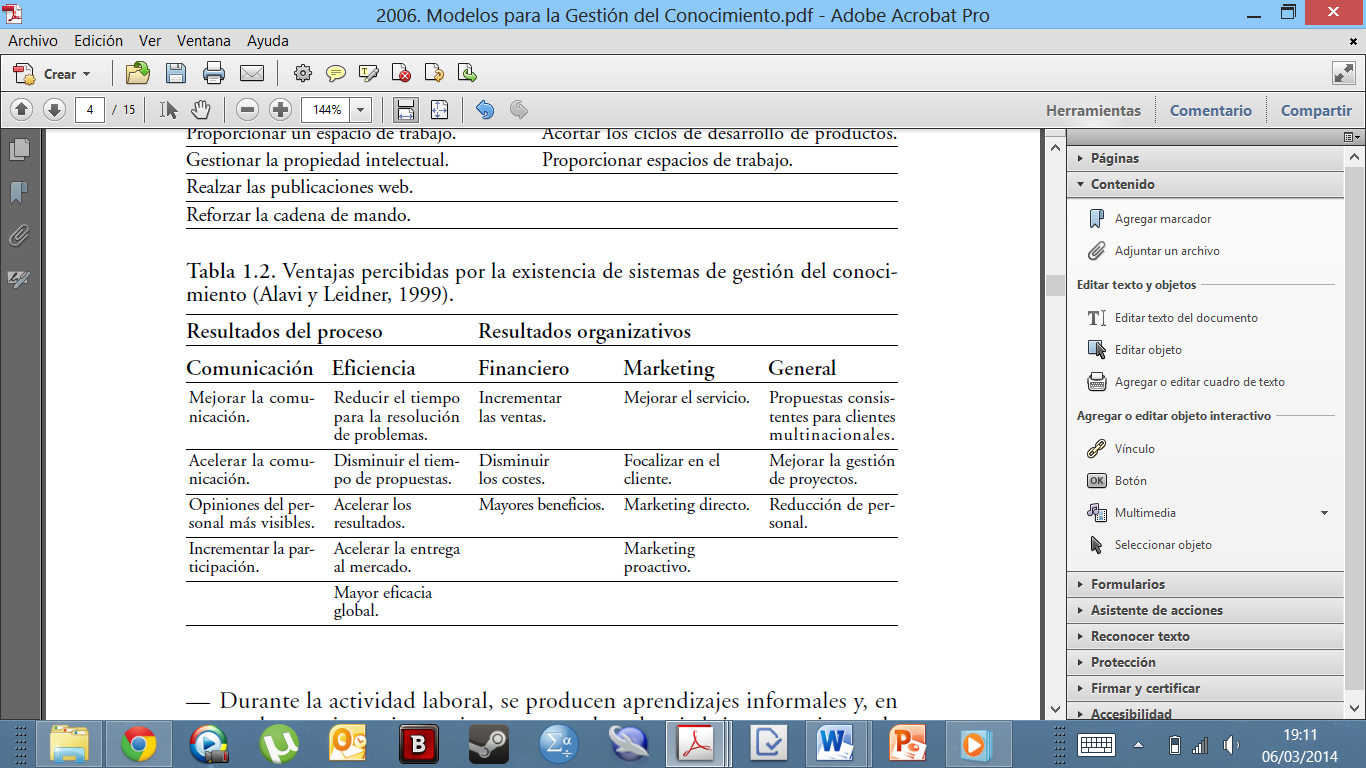 2006. Modelos para la Gestión del Conocimiento.pdf - Adobe Acrobat Pro
Archivo Edición Ver Ventana Ayuda
Crear
4 / 15 144% Herramientas Comentario Compartir
Proporcionar un espacio de trabajo. Acortar los ciclos de desarrollo de productos.
Gestionar la propiedad intelectual. Proporcionar espacios de trabajo.
Realzar las publicaciones web.
Reforzar la cadena de mando.
Tabla 1.2. Ventajas percibidas por la existencia de sistemas de gestión del conoci-
miento (Alavi y Leidner, 1999).
Resultados del proceso Resultados organizativos
Comunicación Eficiencia Financiero Marketing General
Mejorar la comu- Reducir el tiempo Incrementar Mejorar el servicio. Propuestas consis-
nicación. para la resolución las ventas. tentes para clientes
de problemas. multinacionales.
Acelerar la comu- Disminuir el tiem- Disminuir Focalizar en el Mejorar la gestión
nicación. po de propuestas. los costes. cliente. de proyectos.
Opiniones del per- Acelerar los Mayores beneficios. Marketing directo. Reducción de per-
sonal más visibles. resultados. sonal.
Incrementar la par- Acelerar la entrega Marketing
ticipación. al mercado. proactivo.
Mayor eficacia
global.
— Durante la actividad laboral, se producen aprendizajes informales y, en
Páginas
Contenido
Agregar marcador
Adjuntar un archivo
Editar texto y objetos
Editar texto del documento
Editar objeto
Agregar o editar cuadro de texto
Agregar o editar objeto interactivo
Vínculo
OK Botón
Multimedia
Seleccionar objeto
Formularios
Asistente de acciones
Reconocer texto
Protección
Firmar y certificar
Accesibilidad
19:11
06/03/2014